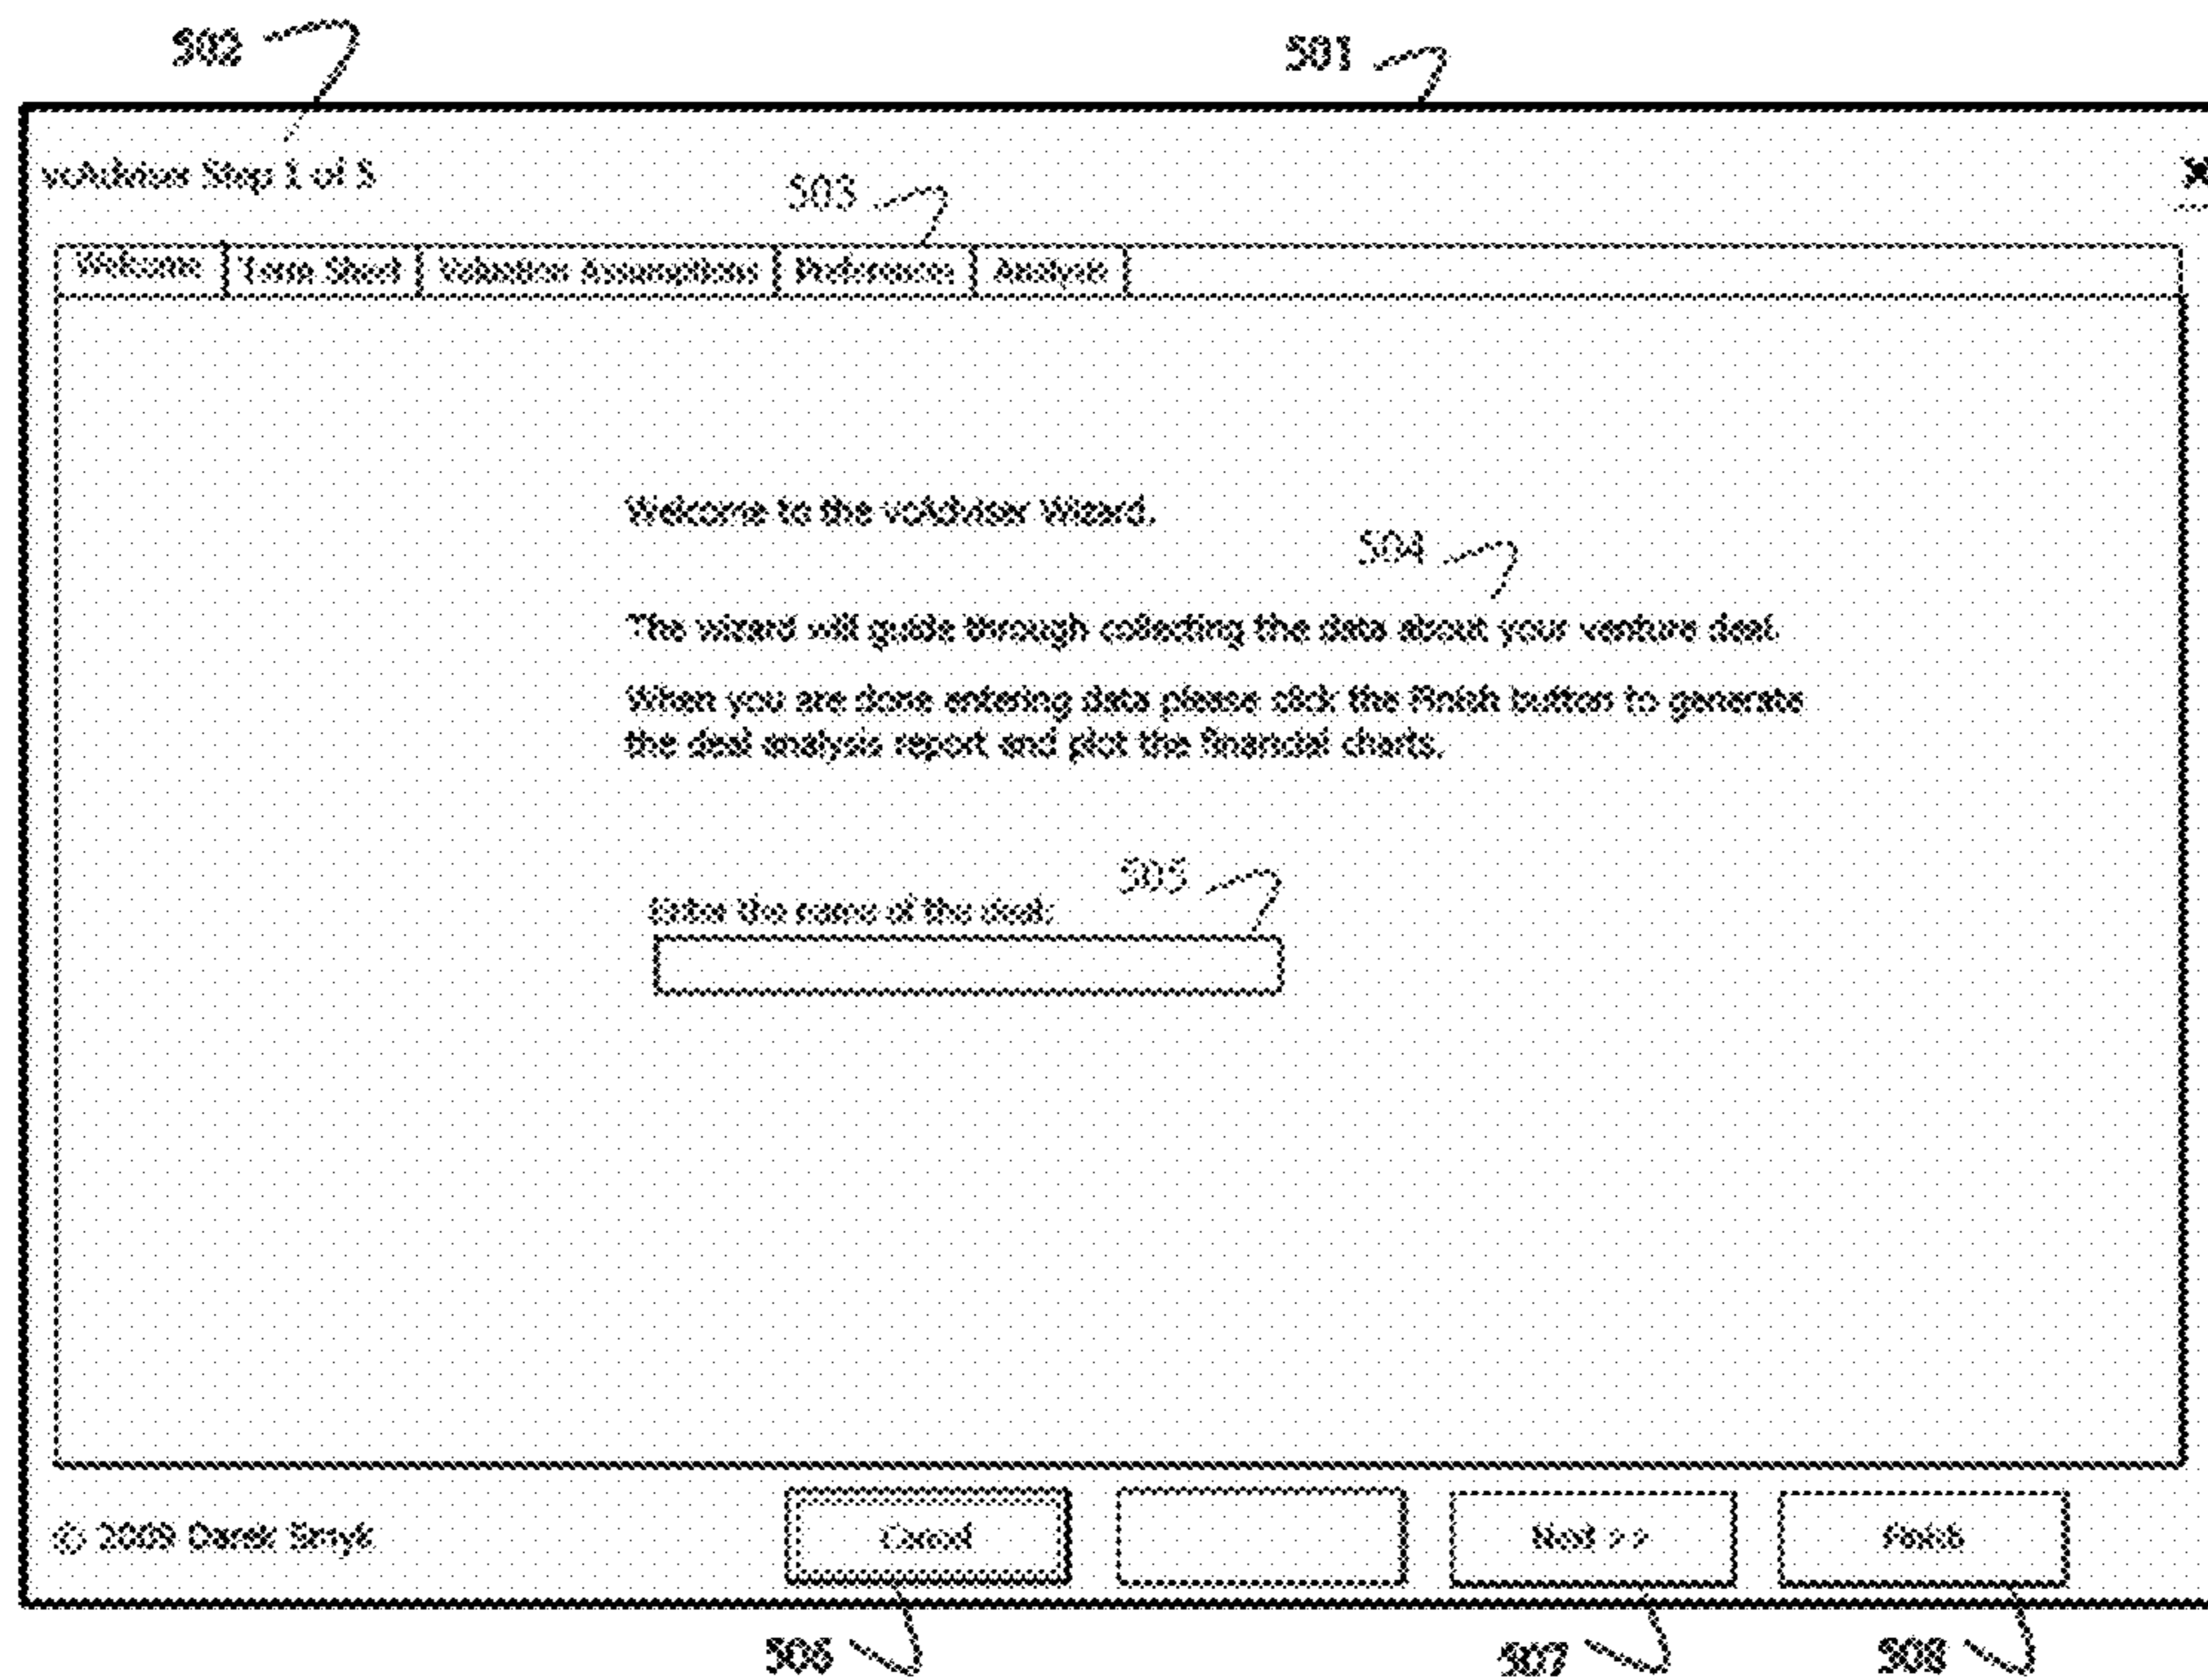 502
501
vcAdviser Step 1 of 5
X
503
Welcome
Term Sheet
Valuation Assumptions
Preferences
Analysis
Welcome to the vcAdviser Wizard.
504
The wizard will guide through collecting the data about your venture deal.
When you are done entering data please click the Finish button to generate
the deal analysis report and plot the financial charts.
505
Enter the name of the deal:
© 2009 Darek Smyk
Cancel
Next >>
Finish
506
507
508